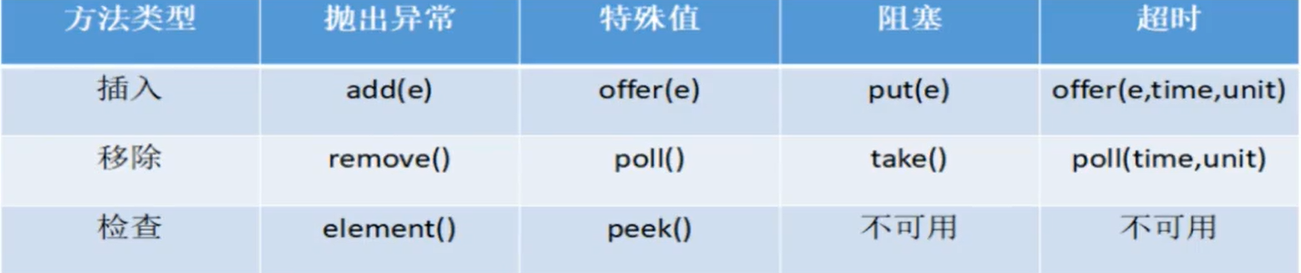 方法类型 抛出异常 特殊值 阻塞 超时
插入 add(e) offer(e) put(e) offer(e,time,unit)
移除 remove() poll() take() poll(time,unit)
检查 element() peek() 不可用 不可用